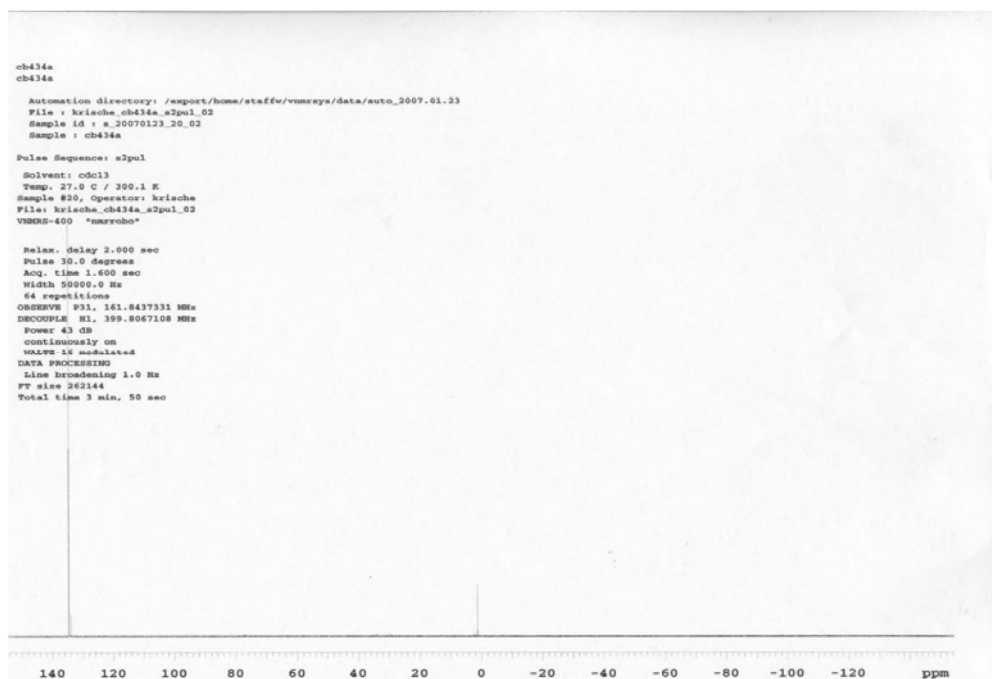 cb434a
cb434a
Automation directory: /export/home/staffw/vnmrsys/data/auto_2007.01.23
File : krische_cb434a_s2pul_02
Sample id : s_20070123_20_02
Sample : cb434a
Pulse Sequence: s2pul
Solvent: cdcl3
Temp. 27.0 C / 300.1 K
Sample #20, Operator: krische
File: krische_cb434a_s2pul_02
VNMRS-400 "nmrrobo"
Relax. delay 2.000 sec
Pulse 30.0 degrees
Acq. time 1.600 sec
Width 50000.0 Hz
64 repetitions
OBSERVE P31, 161.8437331 MHz
DECOUPLE H1, 399.8067108 MHz
Power 43 dB
continuously on
WALTZ-16 modulated
DATA PROCESSING
Line broadening 1.0 Hz
FT size 262144
Total time 3 min, 50 sec
140 120 100 80 60 40 20 0 -20 -40 -60 -80 -100 -120 ppm